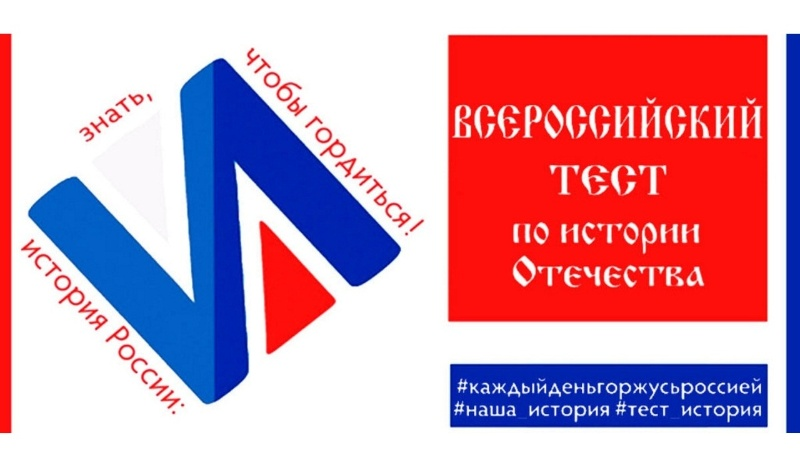 знать,
чтобы гордиться!
история России:
ВСЕРОССИЙСКИЙ
ТЕСТ
по истории
Отечества
#каждыйденьгоржусьроссией
#наша_история #тест_история